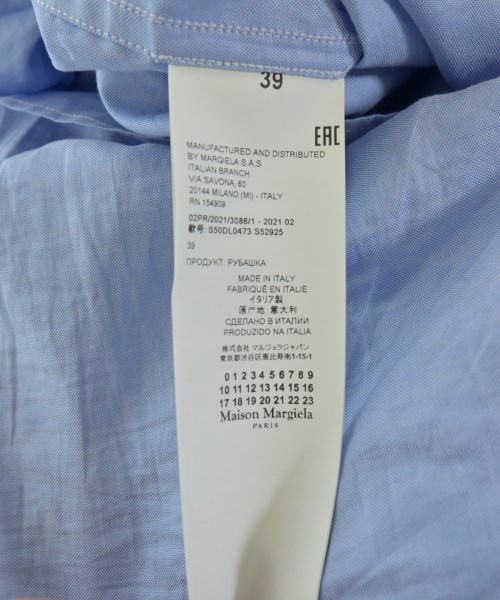 39
EAC
MANUFACTURED AND DISTRIBUTED
BY MARGIELA S.A.S.
ITALIAN BRANCH
VIA SAVONA, 60
20144 MILANO (MI) - ITALY
RN 154909
02PR/2021/3086/1 - 2021 02
款号: S50DL0473 S52925
39
ПРОДУКТ: РУБАШКА
MADE IN ITALY
FABRIQUÉ EN ITALIE
イタリア製
原产地: 意大利
СДЕЛАНО В ИТАЛИИ
PRODUZIDO NA ITALIA
株式会社 マルジェラジャパン
東京都渋谷区恵比寿南1-15-1
0 1 2 3 4 5 6 7 8 9
10 11 12 13 14 15 16
17 18 19 20 21 22 23
Maison Margiela
PARIS